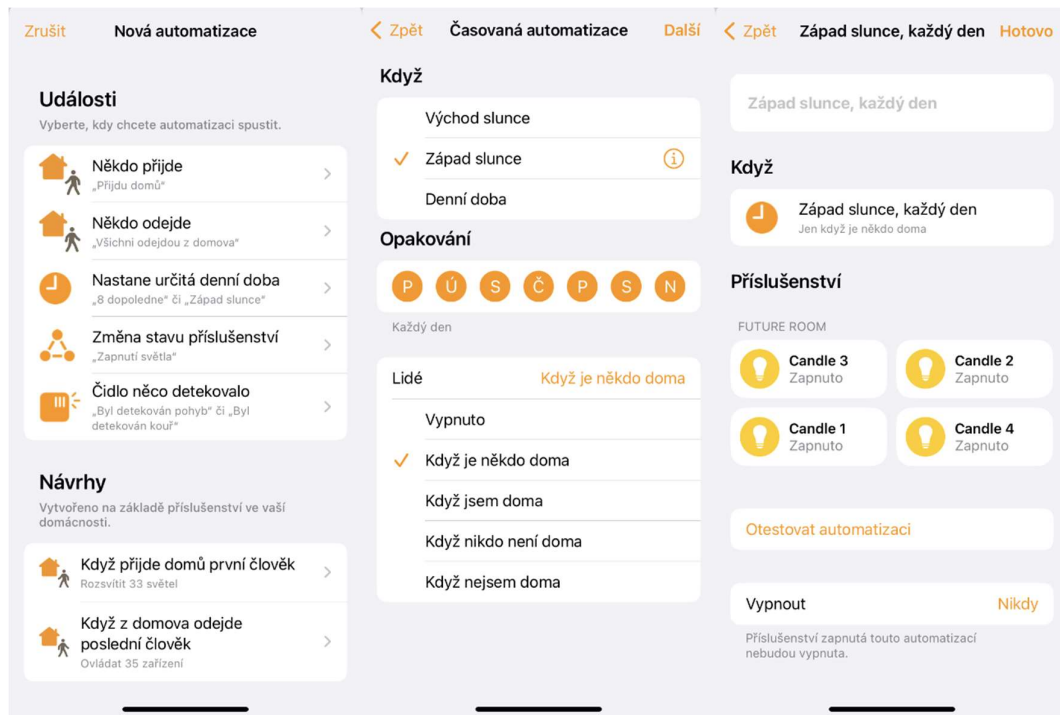 Zrušit
Nová automatizace
Události
Vyberte, kdy chcete automatizaci spustit.
Někdo přijde
„Přijdu domů“
Někdo odejde
„Všichni odejdou z domova“
Nastane určitá denní doba
„8 dopoledne“ či „Západ slunce“
Změna stavu příslušenství
„Zapnutí světla“
Čidlo něco detekovalo
„Byl detekován pohyb“ či „Byl
detekován kouř“
Návrhy
Vytvořeno na základě příslušenství ve vaší
domácnosti.
Když přijde domů první člověk
Rozsvítit 33 světel
Když z domova odejde
poslední člověk
Ovládat 35 zařízení
Zpět
Časovaná automatizace
Další
Když
Východ slunce
Západ slunce
Denní doba
Opakování
P Ú S Č P S N
Každý den
Lidé
Když je někdo doma
Vypnuto
Když je někdo doma
Když jsem doma
Když nikdo není doma
Když nejsem doma
Zpět
Západ slunce, každý den
Hotovo
Západ slunce, každý den
Když
Západ slunce, každý den
Jen když je někdo doma
Příslušenství
FUTURE ROOM
Candle 3
Zapnuto
Candle 2
Zapnuto
Candle 1
Zapnuto
Candle 4
Zapnuto
Otestovat automatizaci
Vypnout
Nikdy
Příslušenství zapnutá touto automatizací
nebudou vypnuta.